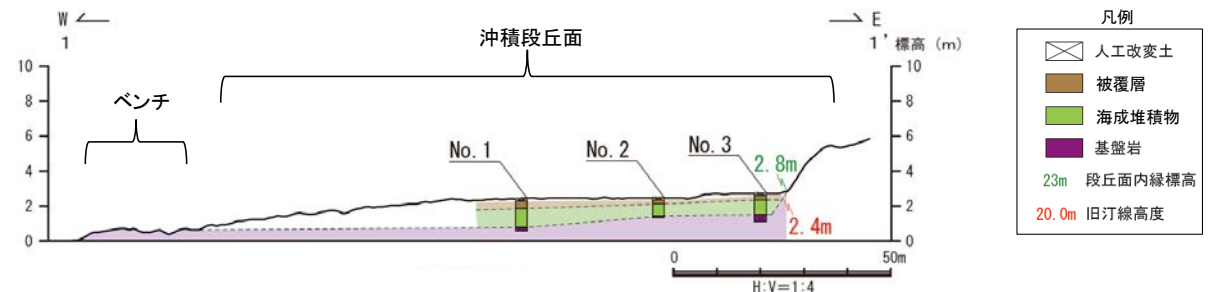 W
E
凡例
1
1' 標高 (m)
沖積段丘面
人工改変土
被覆層
海成堆積物
基盤岩
23m 段丘面内縁標高
20.0m 旧汀線高度
ベンチ
No. 1
No. 2
No. 3
2.8m
2.4m
10
8
6
4
2
0
10
8
6
4
2
0
0
50m
H:V=1:4